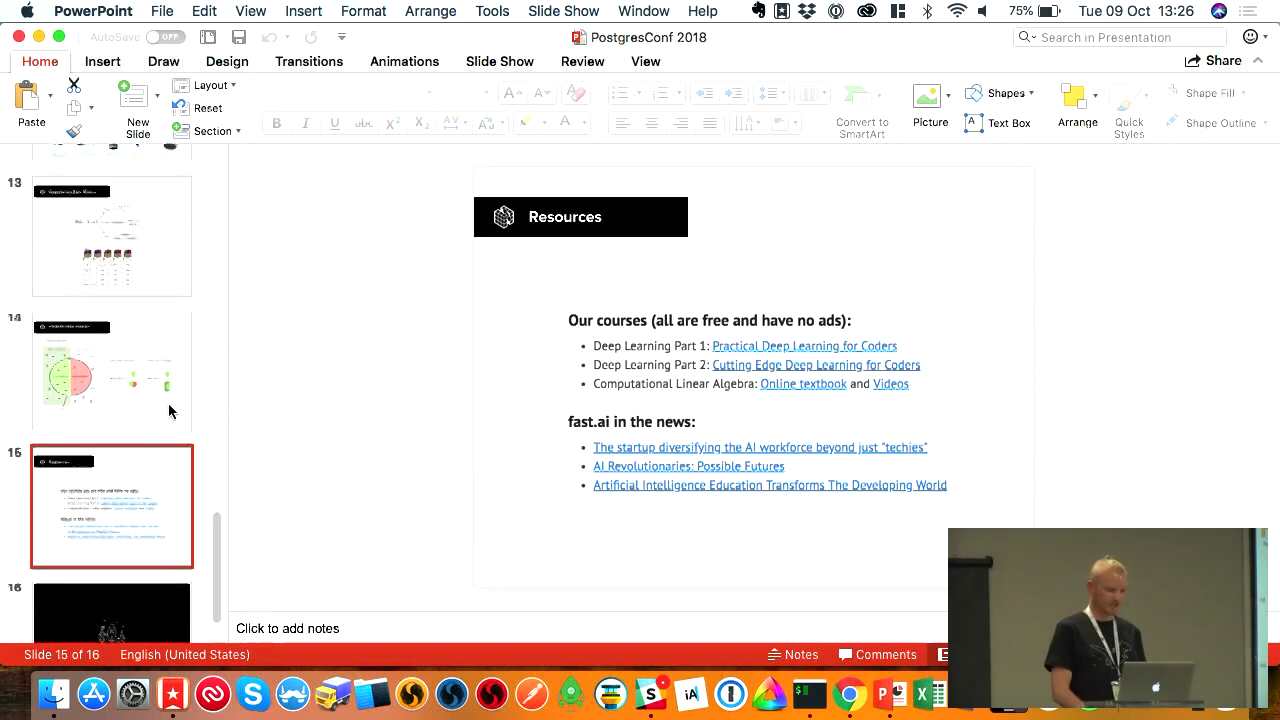 PowerPoint File Edit View Insert Format Arrange Tools Slide Show Window Help 75% Tue 09 Oct 13:26
AutoSave OFF PostgresConf 2018 Search in Presentation
Home Insert Draw Design Transitions Animations Slide Show Review View Share
Paste New Slide Layout Reset Section B I U abc X² X₂ AV Aa A Convert to SmartArt Picture Shapes Text Box Arrange Quick Styles Shape Fill Shape Outline
13
14
15
16
Resources
Our courses (all are free and have no ads):
• Deep Learning Part 1: Practical Deep Learning for Coders
• Deep Learning Part 2: Cutting Edge Deep Learning for Coders
• Computational Linear Algebra: Online textbook and Videos
fast.ai in the news:
• The startup diversifying the AI workforce beyond just "techies"
• AI Revolutionaries: Possible Futures
• Artificial Intelligence Education Transforms The Developing World
Click to add notes
Slide 15 of 16 English (United States) Notes Comments